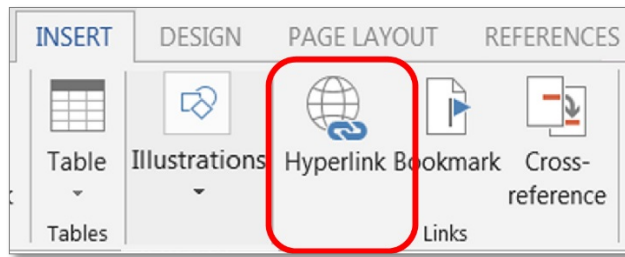 INSERT DESIGN PAGE LAYOUT REFERENCES
Table Illustrations Hyperlink Bookmark Cross-
reference
Tables Links